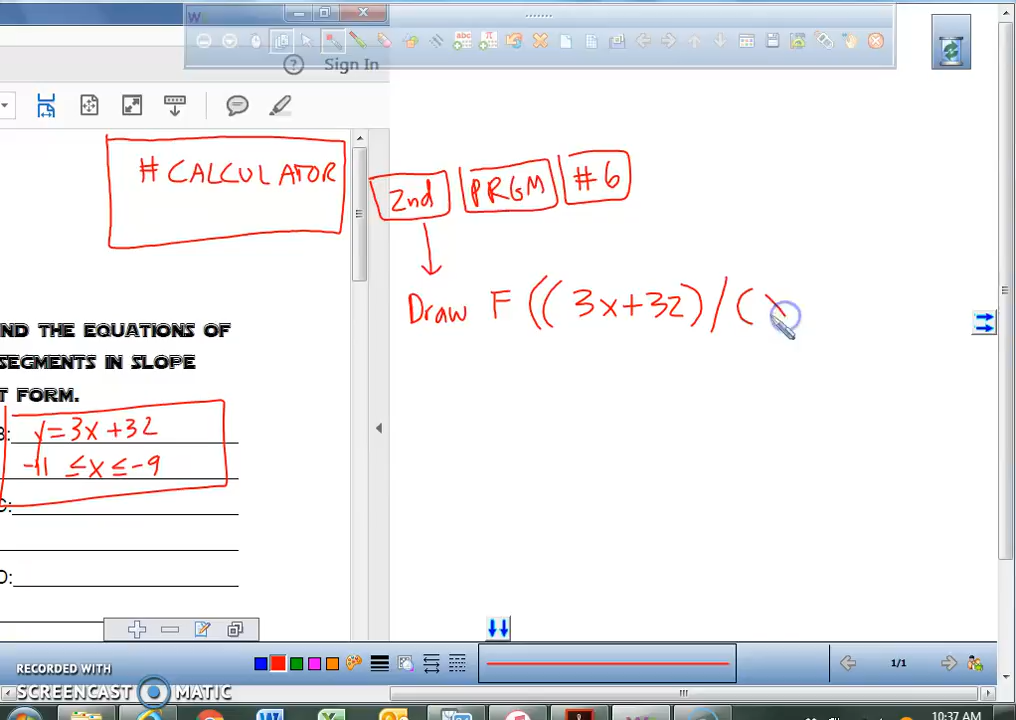 W
Sign In
# CALCULATOR
2nd PRGM #6
Draw F ((3x+32)/(x
ND THE EQUATIONS OF
SEGMENTS IN SLOPE
T FORM.
y=3x+32
-11 ≤x≤-9
D:
1/1
RECORDED WITH
SCREENCAST MATIC
10:37 AM